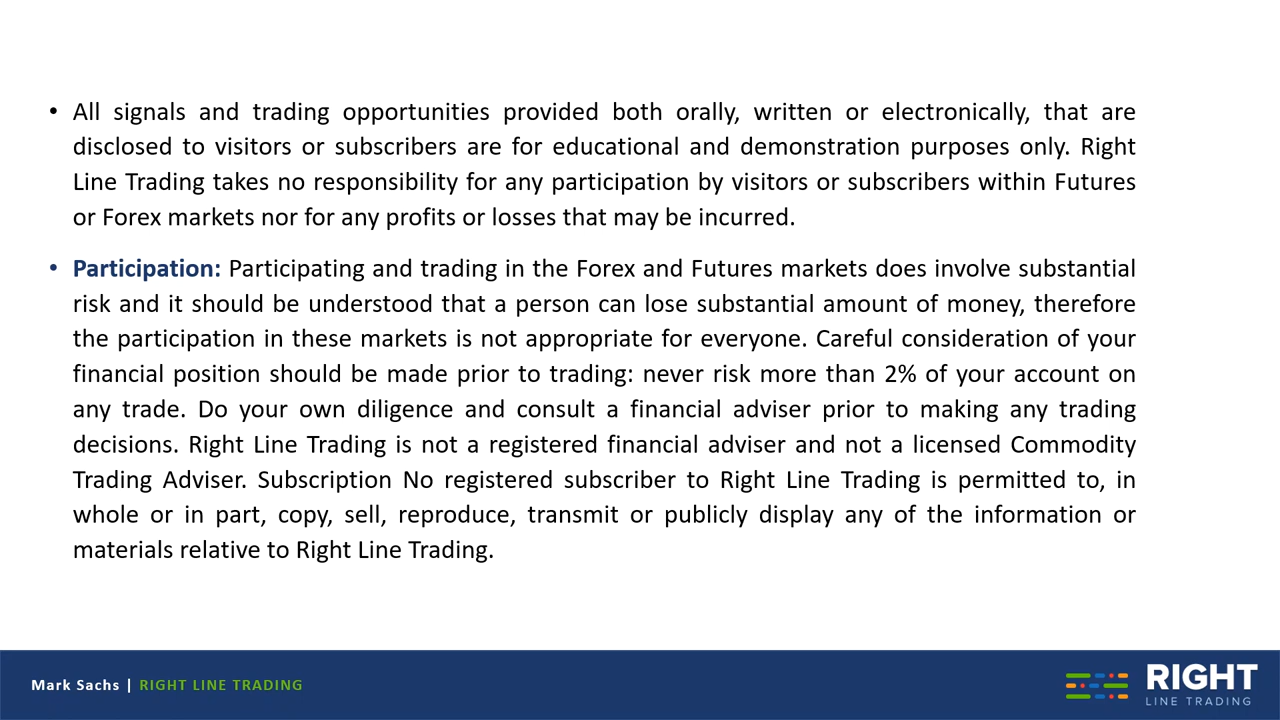 • All signals and trading opportunities provided both orally, written or electronically, that are
disclosed to visitors or subscribers are for educational and demonstration purposes only. Right
Line Trading takes no responsibility for any participation by visitors or subscribers within Futures
or Forex markets nor for any profits or losses that may be incurred.
• Participation: Participating and trading in the Forex and Futures markets does involve substantial
risk and it should be understood that a person can lose substantial amount of money, therefore
the participation in these markets is not appropriate for everyone. Careful consideration of your
financial position should be made prior to trading: never risk more than 2% of your account on
any trade. Do your own diligence and consult a financial adviser prior to making any trading
decisions. Right Line Trading is not a registered financial adviser and not a licensed Commodity
Trading Adviser. Subscription No registered subscriber to Right Line Trading is permitted to, in
whole or in part, copy, sell, reproduce, transmit or publicly display any of the information or
materials relative to Right Line Trading.
Mark Sachs | RIGHT LINE TRADING
RIGHT
LINE TRADING